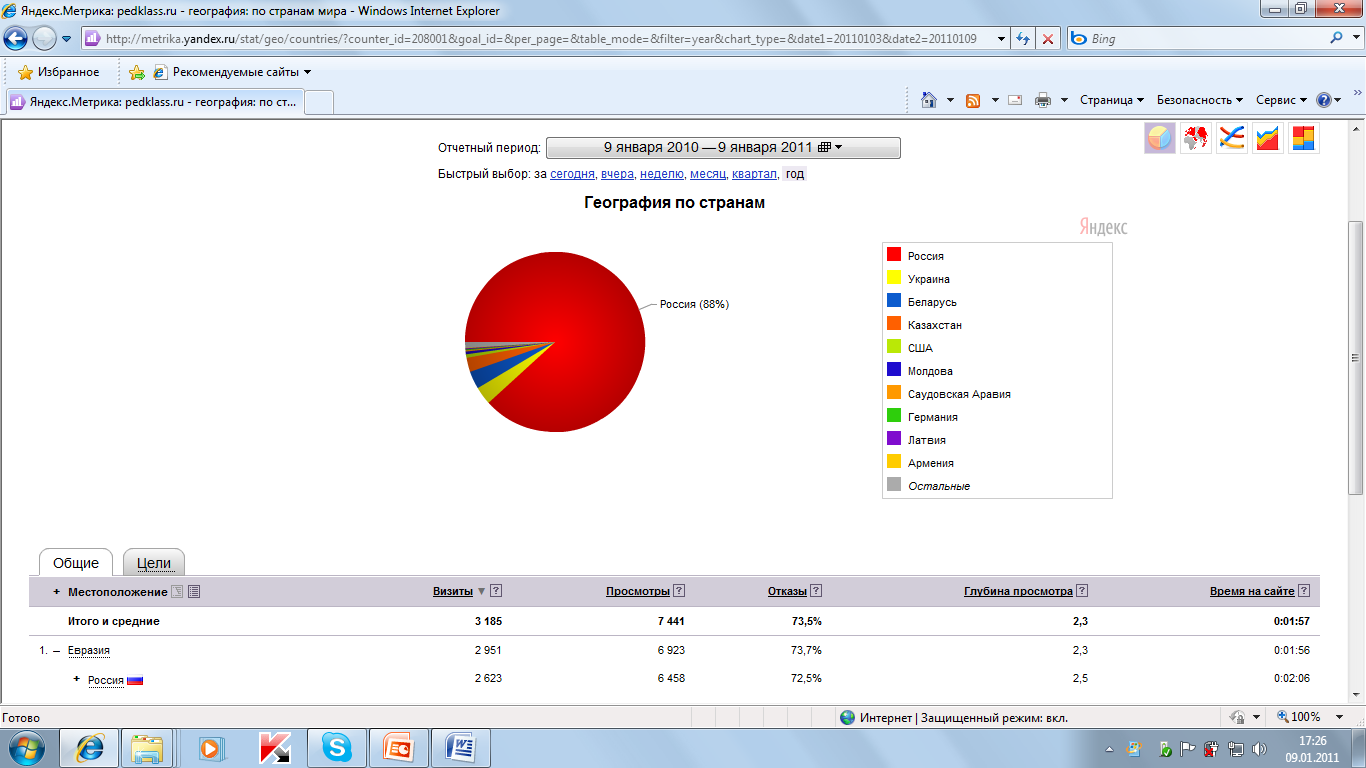 Яндекс.Метрика: pedklass.ru - география: по странам мира - Windows Internet Explorer
http://metrika.yandex.ru/stat/geo/countries/?counter_id=208001&goal_id=&per_page=&table_mode=&filter=year&chart_type=&date1=20110103&date2=20110109
Bing
Избранное
Рекомендуемые сайты
Яндекс.Метрика: pedklass.ru - география: по ст...
Страница
Безопасность
Сервис
Отчетный период: 9 января 2010 — 9 января 2011
Быстрый выбор: за сегодня, вчера, неделю, месяц, квартал, год
География по странам
Яндекс
Россия (88%)
Россия
Украина
Беларусь
Казахстан
США
Молдова
Саудовская Аравия
Германия
Латвия
Армения
Остальные
Общие Цели
+ Местоположение Визиты ▼ ? Просмотры ? Отказы ? Глубина просмотра ? Время на сайте ?
Итого и средние 3 185 7 441 73,5% 2,3 0:01:57
1. – Евразия 2 951 6 923 73,7% 2,3 0:01:56
+ Россия 2 623 6 458 72,5% 2,5 0:02:06
Готово
Интернет | Защищенный режим: вкл.
100%
17:26
09.01.2011